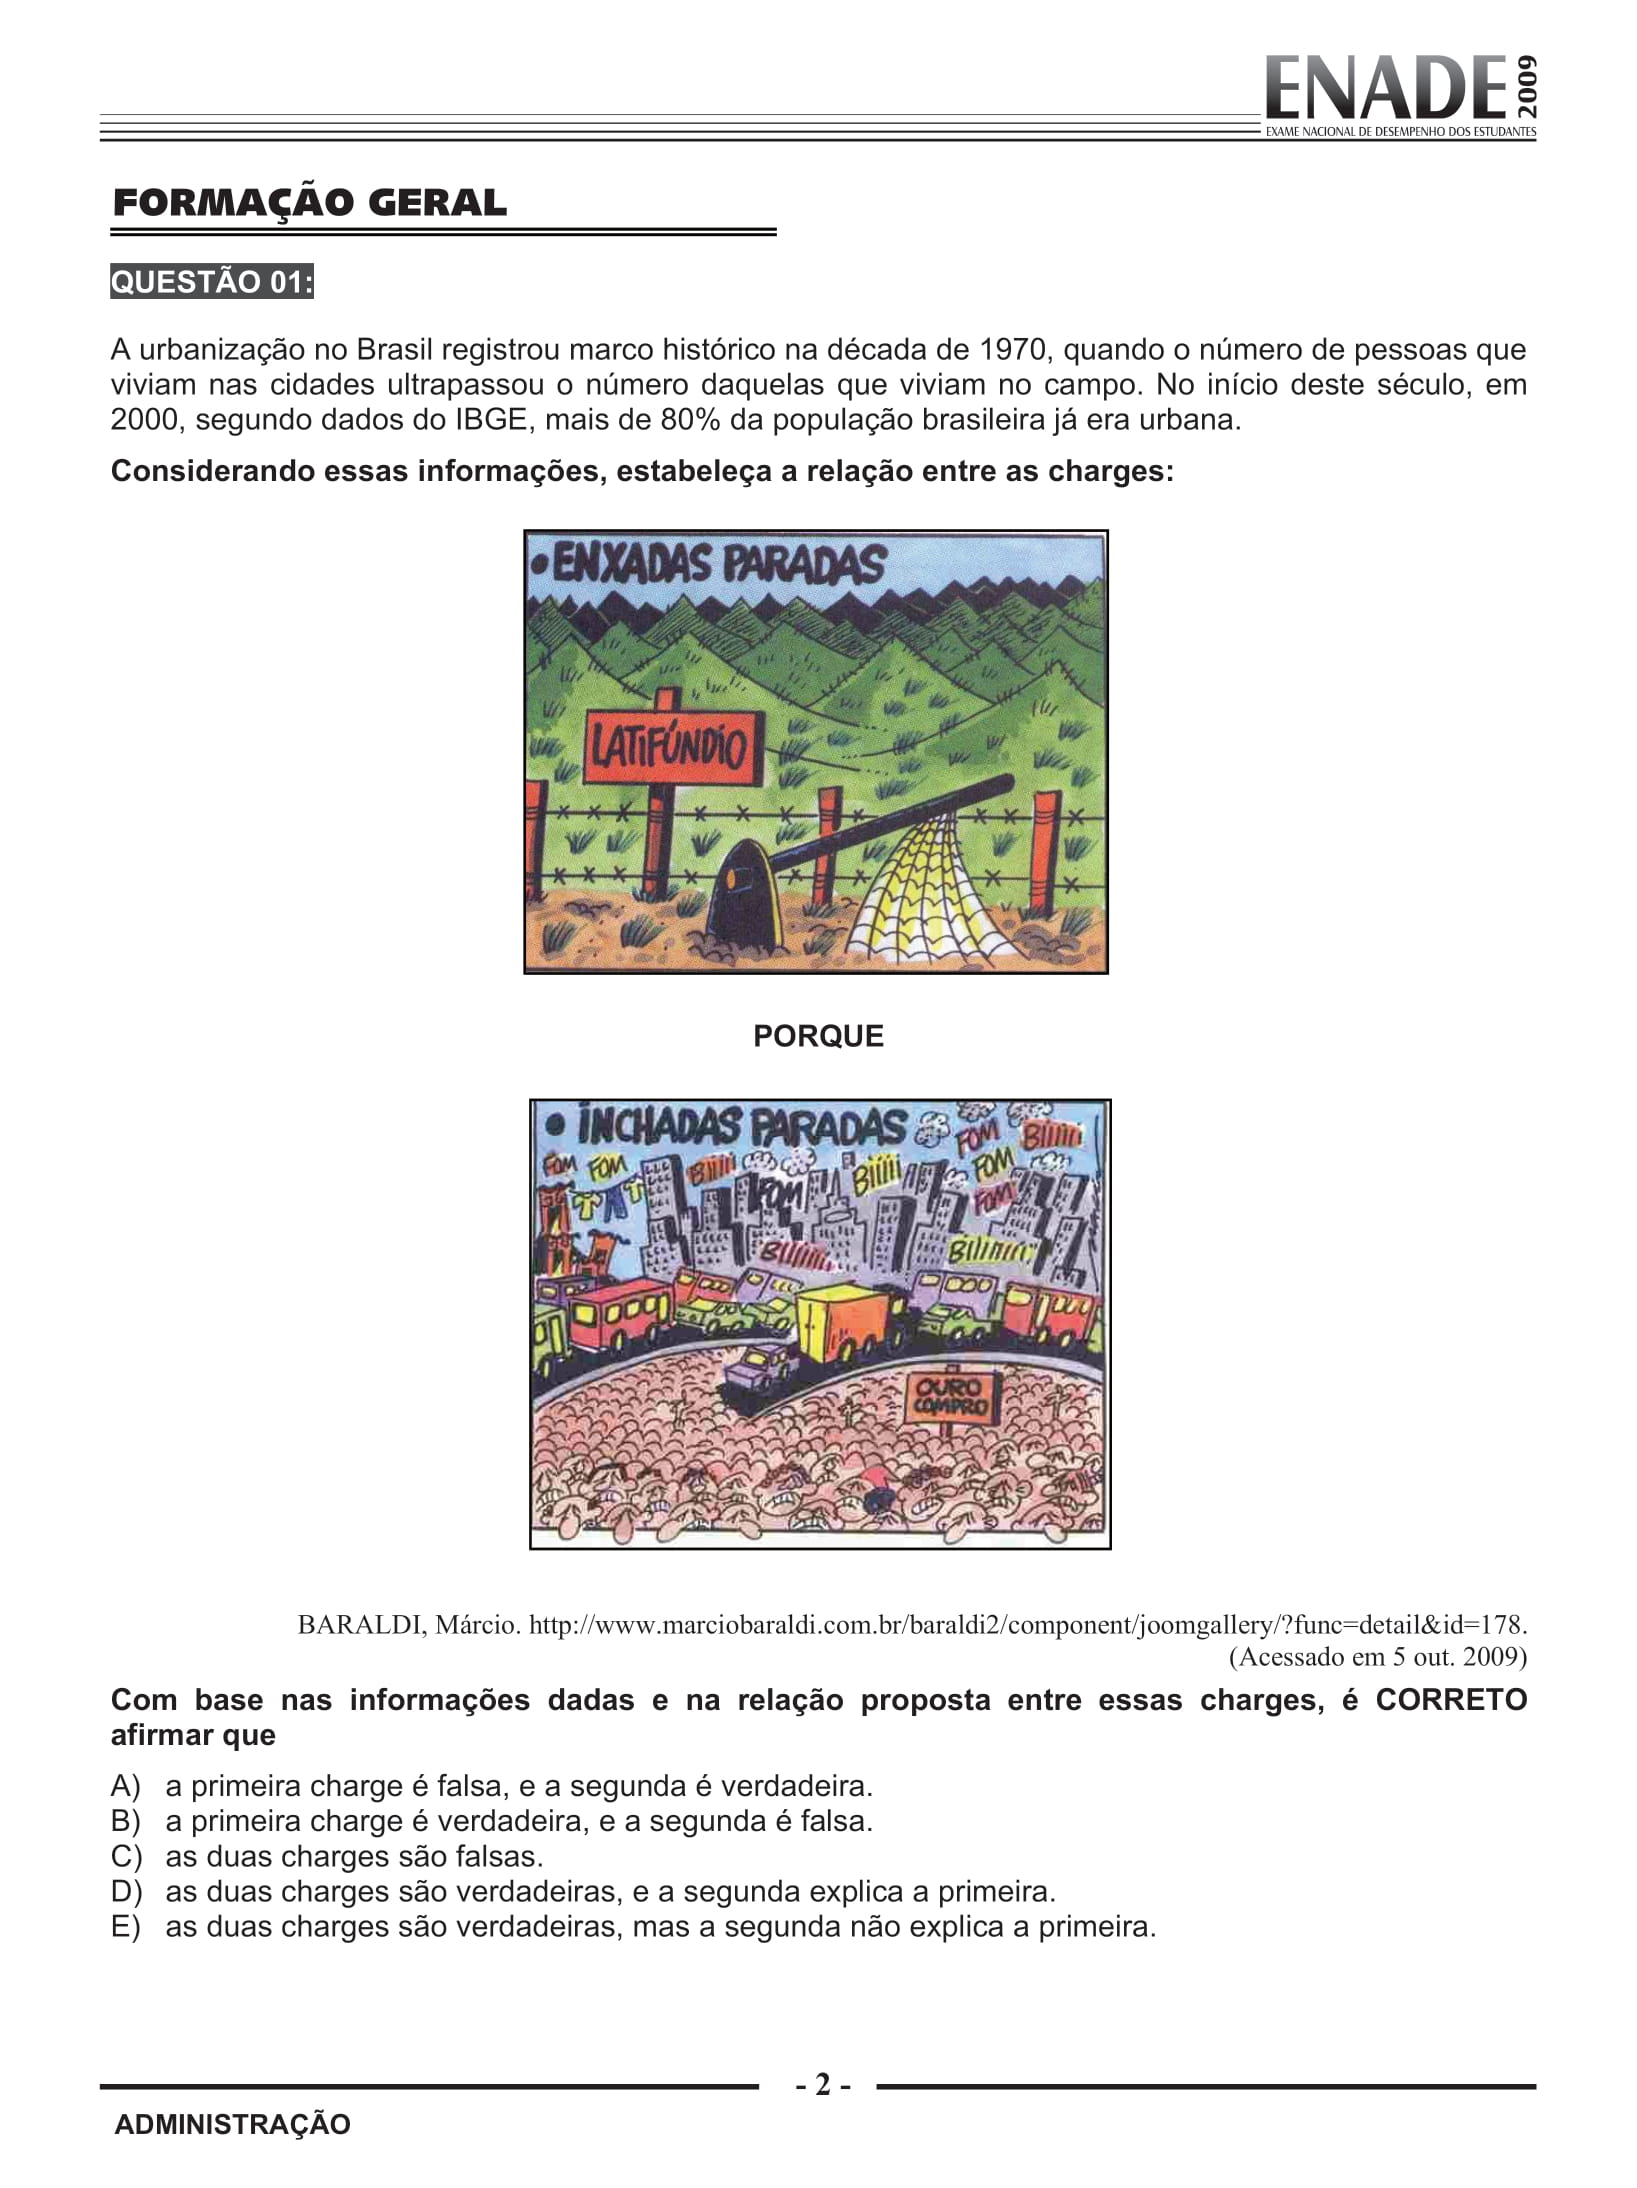 ENADE 2009
EXAME NACIONAL DE DESEMPENHO DOS ESTUDANTES
FORMAÇÃO GERAL
QUESTÃO 01:
A urbanização no Brasil registrou marco histórico na década de 1970, quando o número de pessoas que
viviam nas cidades ultrapassou o número daquelas que viviam no campo. No início deste século, em
2000, segundo dados do IBGE, mais de 80% da população brasileira já era urbana.
Considerando essas informações, estabeleça a relação entre as charges:
• ENXADAS PARADAS
LATIFÚNDIO
PORQUE
• INCHADAS PARADAS
FOM BIIIIII
FOM FOM BIIIII BIIIII FOM
FOM FOM
BIIIIIII BIIIIIII
OURO
COMPRO
BARALDI, Márcio. http://www.marciobaraldi.com.br/baraldi2/component/joomgallery/?func=detail&id=178.
(Acessado em 5 out. 2009)
Com base nas informações dadas e na relação proposta entre essas charges, é CORRETO
afirmar que
A) a primeira charge é falsa, e a segunda é verdadeira.
B) a primeira charge é verdadeira, e a segunda é falsa.
C) as duas charges são falsas.
D) as duas charges são verdadeiras, e a segunda explica a primeira.
E) as duas charges são verdadeiras, mas a segunda não explica a primeira.
- 2 -
ADMINISTRAÇÃO